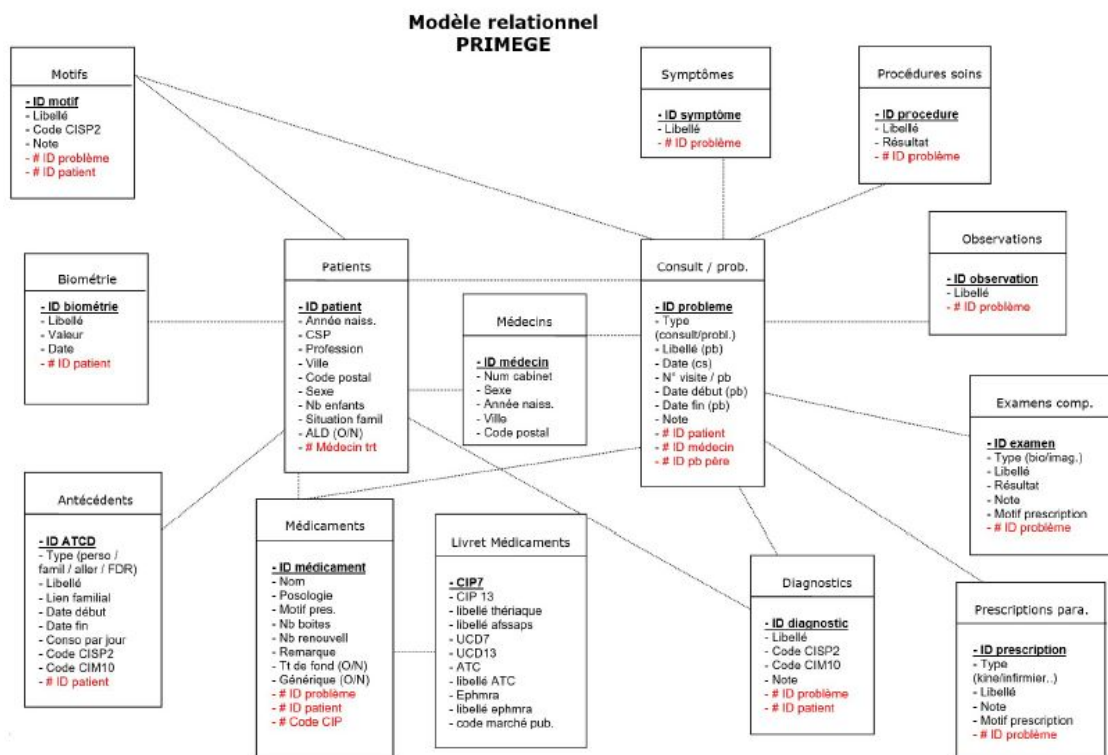 Modèle relationnel
PRIMEGE
Motifs
- ID motif
- Libellé
- Code CISP2
- Note
- # ID problème
- # ID patient
Symptômes
- ID symptôme
- Libellé
- # ID problème
Procédures soins
- ID procedure
- Libellé
- Résultat
- # ID problème
Biométrie
- ID biométrie
- Libellé
- Valeur
- Date
- # ID patient
Patients
- ID patient
- Année naiss.
- CSP
- Profession
- Ville
- Code postal
- Sexe
- Nb enfants
- Situation famil
- ALD (O/N)
- # Médecin trt
Médecins
- ID médecin
- Num cabinet
- Sexe
- Année naiss.
- Ville
- Code postal
Consult / prob.
- ID probleme
- Type
(consult/probl.)
- Libellé (pb)
- Date (cs)
- N° visite / pb
- Date début (pb)
- Date fin (pb)
- Note
- # ID patient
- # ID médecin
- # ID pb père
Observations
- ID observation
- Libellé
- # ID problème
Examens comp.
- ID examen
- Type (bio/imag.)
- Libellé
- Résultat
- Note
- Motif prescription
- # ID problème
Antécédents
- ID ATCD
- Type (perso /
famil / aller / FDR)
- Libellé
- Lien familial
- Date début
- Date fin
- Conso par jour
- Code CISP2
- Code CIM10
- # ID patient
Médicaments
- ID médicament
- Nom
- Posologie
- Motif pres.
- Nb boites
- Nb renouvell
- Remarque
- Tt de fond (O/N)
- Générique (O/N)
- # ID problème
- # ID patient
- # Code CIP
Livret Médicaments
- CIP7
- CIP 13
- libellé thériaque
- libellé afssaps
- UCD7
- UCD13
- ATC
- libellé ATC
- Ephmra
- libellé ephmra
- code marché pub.
Diagnostics
- ID diagnostic
- Libellé
- Code CISP2
- Code CIM10
- Note
- # ID problème
- # ID patient
Prescriptions para.
- ID prescription
- Type
(kine/infirmier..)
- Libellé
- Note
- Motif prescription
- # ID problème